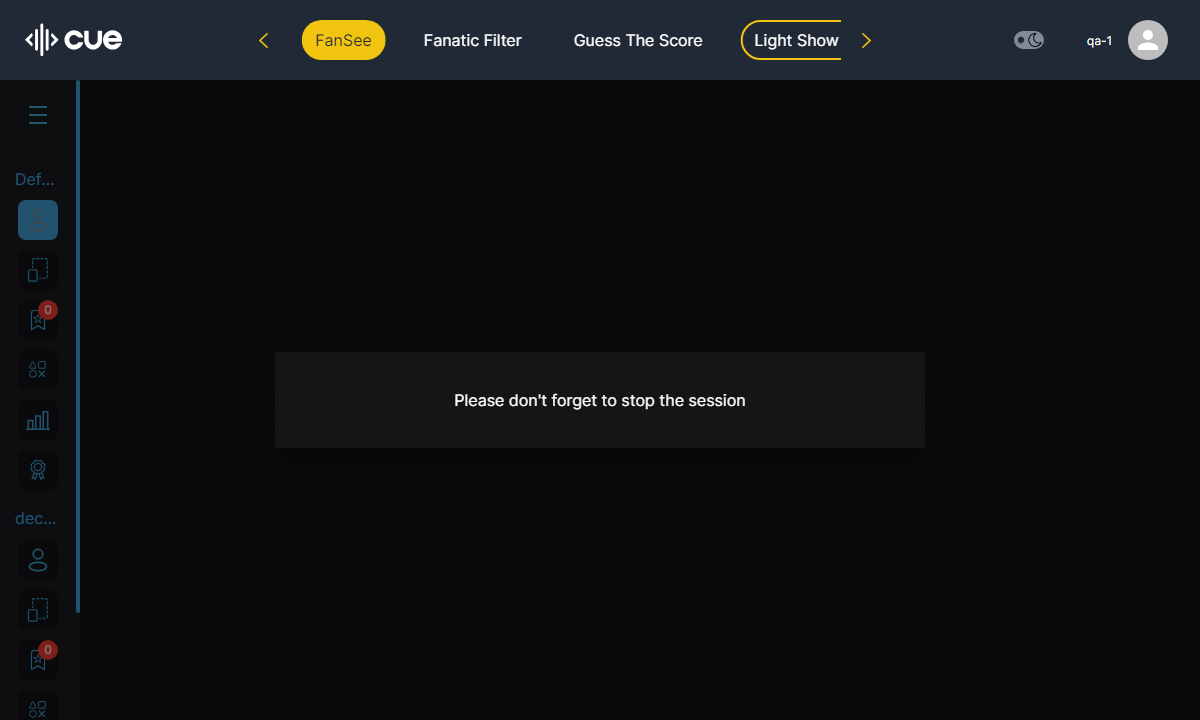 cue
FanSee
Fanatic Filter
Guess The Score
Light Show
qa-1
Def...
0
Please don't forget to stop the session
dec...
0